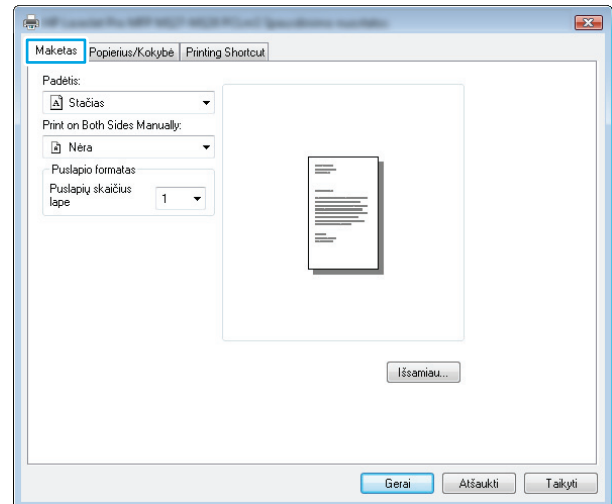 Maketas
Popierius/Kokybė
Printing Shortcut
Padėtis:
Stačias
Print on Both Sides Manually:
Nėra
Puslapio formatas
Puslapių skaičius
lape
1
Išsamiau...
Gerai
Atšaukti
Taikyti